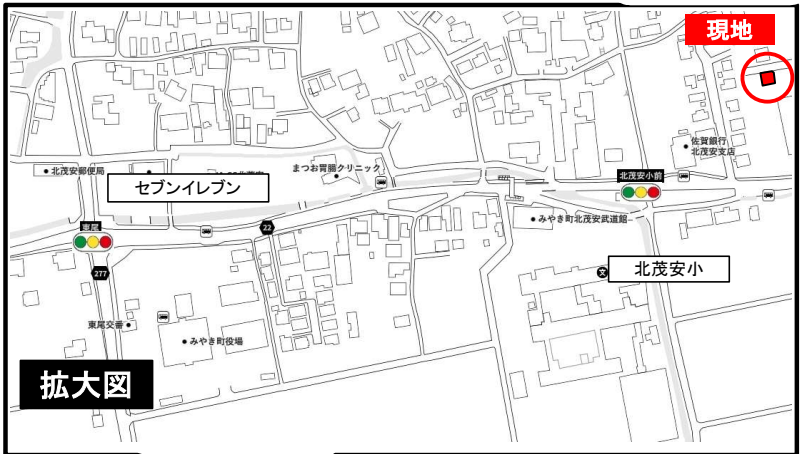 現地
佐賀銀行
北茂安支店
北茂安郵便局
まつお胃腸クリニック
北茂安小前
セブンイレブン
みやき町北茂安武道館
東尾
22
277
文
北茂安小
東尾交番
みやき町役場
拡大図